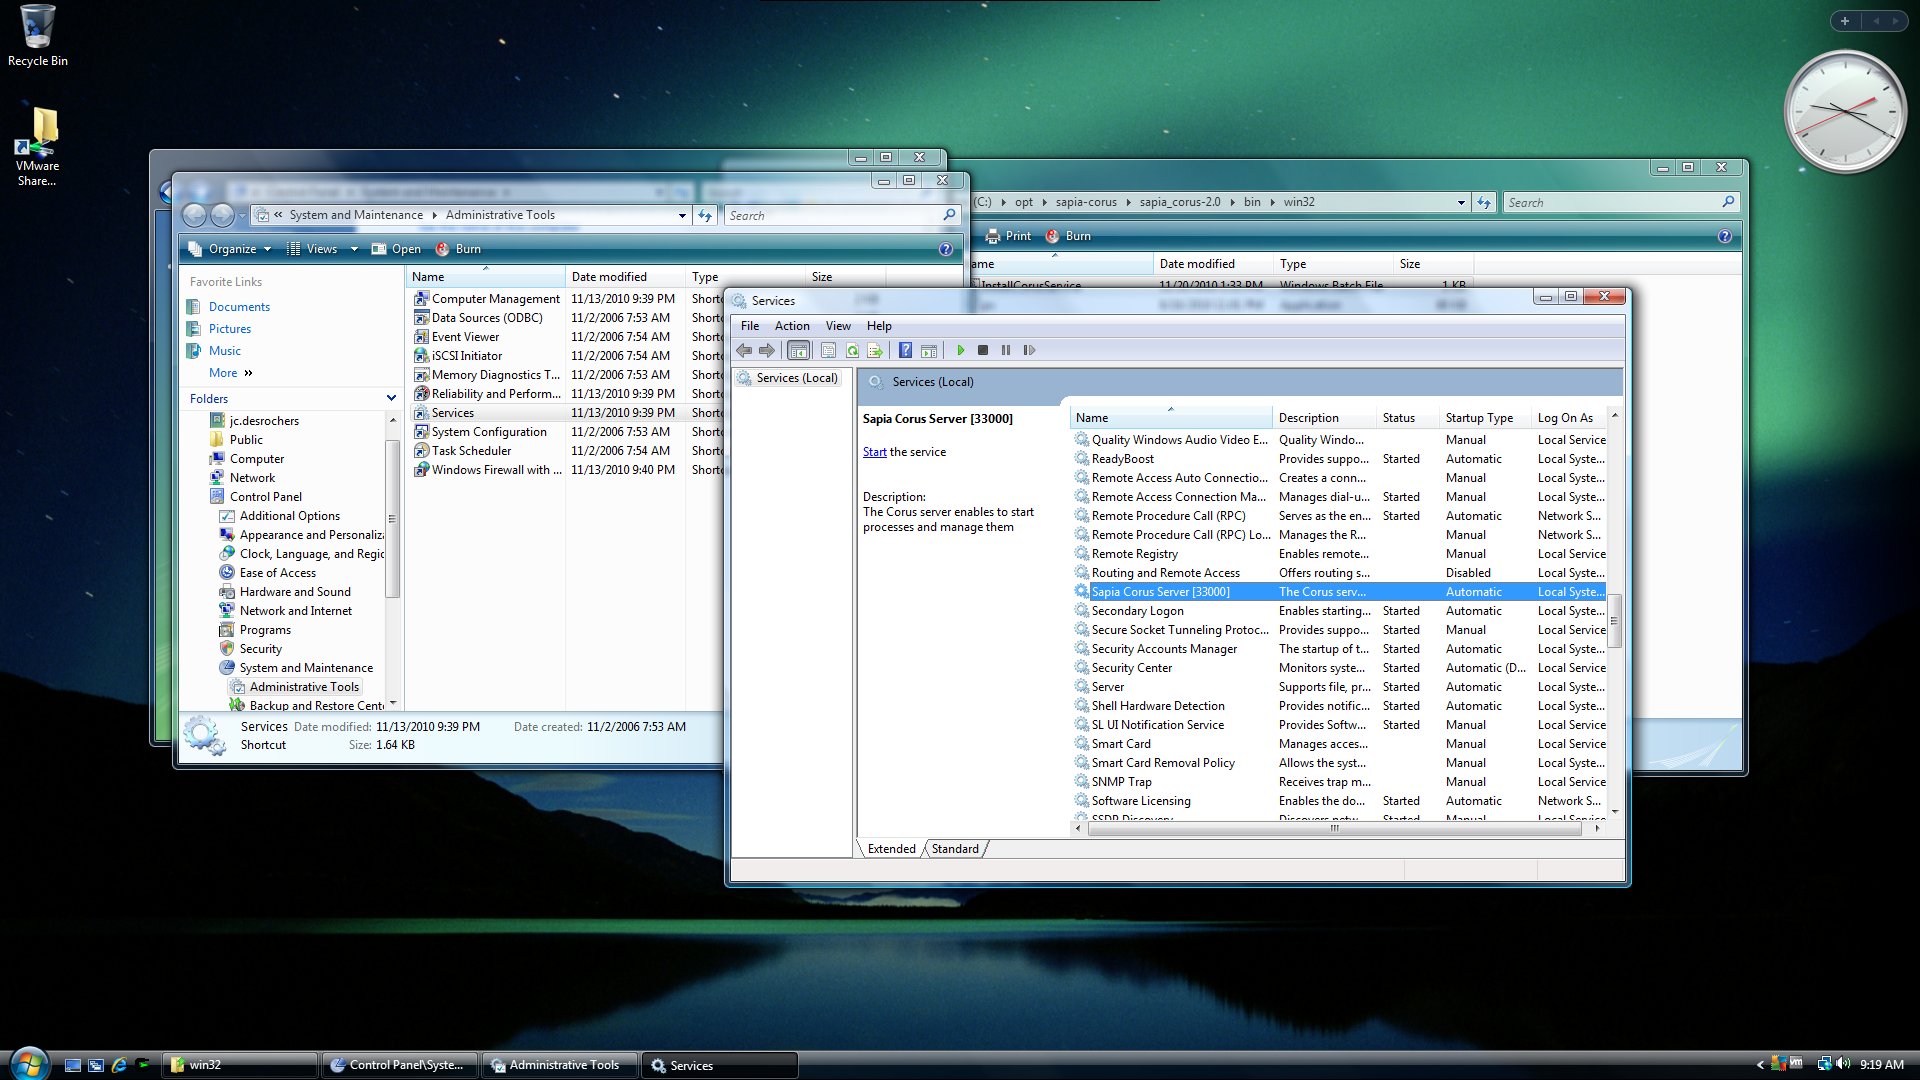 Recycle Bin
VMware
Share...
« System and Maintenance Administrative Tools
Search
Organize Views Open Burn
Favorite Links
Documents
Pictures
Music
More »
Folders
jc.desrochers
Public
Computer
Network
Control Panel
Additional Options
Appearance and Personaliz
Clock, Language, and Regic
Ease of Access
Hardware and Sound
Network and Internet
Programs
Security
System and Maintenance
Administrative Tools
Backup and Restore Cente
Name Date modified Type Size
Computer Management 11/13/2010 9:39 PM Shortc
Data Sources (ODBC) 11/2/2006 7:53 AM Shortc
Event Viewer 11/2/2006 7:54 AM Shortc
iSCSI Initiator 11/2/2006 7:54 AM Shortc
Memory Diagnostics T... 11/2/2006 7:53 AM Shortc
Reliability and Perform... 11/13/2010 9:39 PM Shortc
Services 11/13/2010 9:39 PM Shortc
System Configuration 11/2/2006 7:53 AM Shortc
Task Scheduler 11/2/2006 7:54 AM Shortc
Windows Firewall with ... 11/13/2010 9:40 PM Shortc
Services Date modified: 11/13/2010 9:39 PM Date created: 11/2/2006 7:53 AM
Shortcut Size: 1.64 KB
(C:) opt sapia-corus sapia_corus-2.0 bin win32
Search
Print Burn
ame Date modified Type Size
InstallCorusService 11/20/2010 1:33 PM Windows Batch File 1 KB
Services
File Action View Help
Services (Local)
Services (Local)
Sapia Corus Server [33000]
Start the service
Description:
The Corus server enables to start
processes and manage them
Name Description Status Startup Type Log On As
Quality Windows Audio Video E... Quality Windo... Manual Local Service
ReadyBoost Provides suppo... Started Automatic Local Syste...
Remote Access Auto Connectio... Creates a conn... Manual Local Syste...
Remote Access Connection Ma... Manages dial-u... Started Manual Local Syste...
Remote Procedure Call (RPC) Serves as the en... Started Automatic Network S...
Remote Procedure Call (RPC) Lo... Manages the R... Manual Network S...
Remote Registry Enables remote... Manual Local Service
Routing and Remote Access Offers routing s... Disabled Local Syste...
Sapia Corus Server [33000] The Corus serv... Automatic Local Syste...
Secondary Logon Enables starting... Started Automatic Local Syste...
Secure Socket Tunneling Protoc... Provides suppo... Started Manual Local Service
Security Accounts Manager The startup of t... Started Automatic Local Syste...
Security Center Monitors syste... Started Automatic (D... Local Service
Server Supports file, pr... Started Automatic Local Syste...
Shell Hardware Detection Provides notific... Started Automatic Local Syste...
SL UI Notification Service Provides Softw... Started Manual Local Service
Smart Card Manages acces... Manual Local Service
Smart Card Removal Policy Allows the syst... Manual Local Syste...
SNMP Trap Receives trap m... Manual Local Service
Software Licensing Enables the do... Started Automatic Network S...
SSDP Discovery Discovers netw... Started Manual Local Service
Extended Standard
win32
Control Panel\Syste...
Administrative Tools
Services
9:19 AM